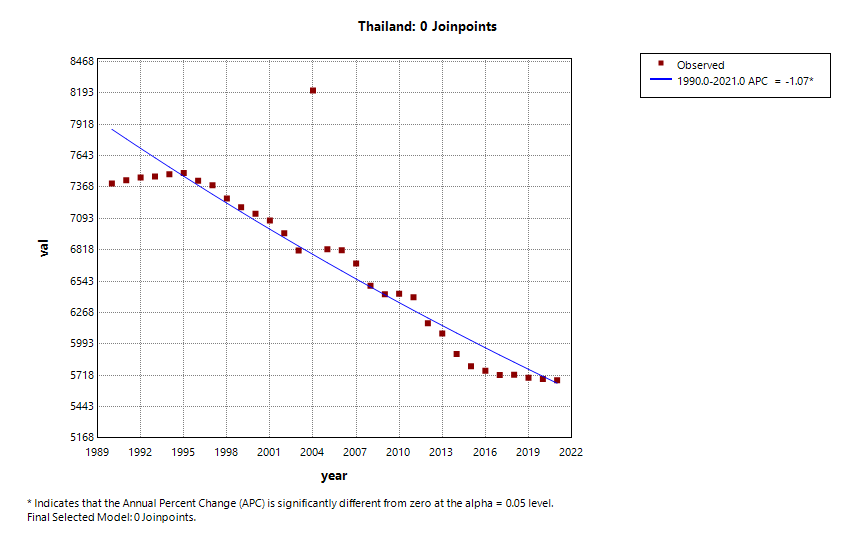 Thailand: 0 Joinpoints
8468
8193
7918
7643
7368
7093
6818
6543
6268
5993
5718
5443
5168
val
1989 1992 1995 1998 2001 2004 2007 2010 2013 2016 2019 2022
year
Observed
1990.0-2021.0 APC = -1.07*
* Indicates that the Annual Percent Change (APC) is significantly different from zero at the alpha = 0.05 level.
Final Selected Model: 0 Joinpoints.